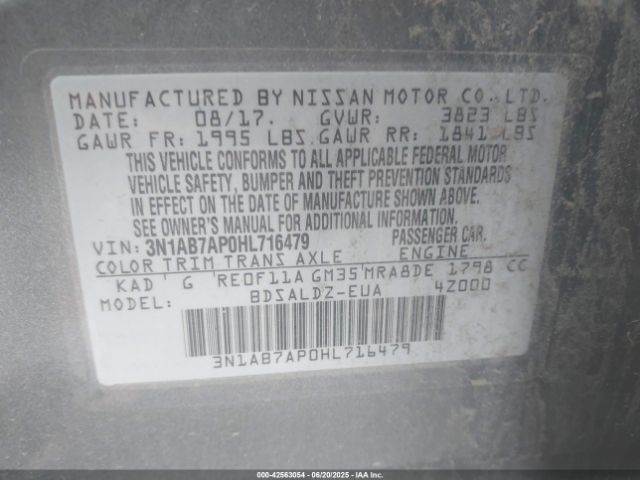 MANUFACTURED BY NISSAN MOTOR CO., LTD.
DATE: 08/17. GVWR: 3823 LBS
GAWR FR: 1995 LBS GAWR RR: 1841 LBS
THIS VEHICLE CONFORMS TO ALL APPLICABLE FEDERAL MOTOR
VEHICLE SAFETY, BUMPER AND THEFT PREVENTION STANDARDS
IN EFFECT ON THE DATE OF MANUFACTURE SHOWN ABOVE.
SEE OWNER'S MANUAL FOR ADDITIONAL INFORMATION.
VIN: 3N1AB7AP0HL716479 PASSENGER CAR.
COLOR TRIM TRANS AXLE ENGINE
KAD G RE0F11A GM35 MRA8DE 1798 CC
MODEL: BDSALDZ-EUA 4Z000
3N1AB7AP0HL716479
000-42563054 | 06/20/2025 | IAAI.COM